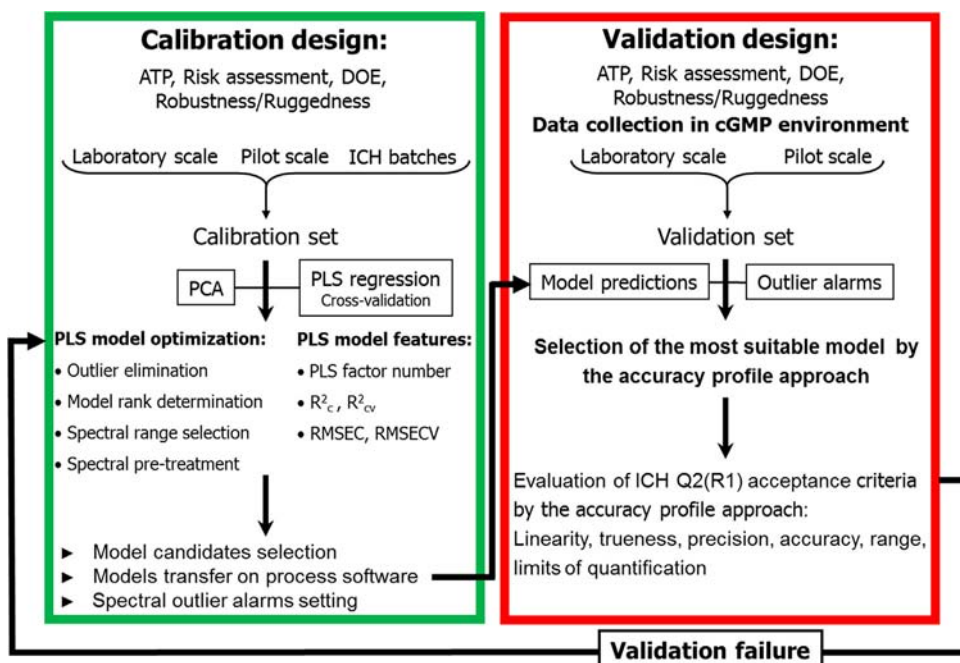 Calibration design:
ATP, Risk assessment, DOE,
Robustness/Ruggedness
Laboratory scale Pilot scale ICH batches
Calibration set
PCA
PLS regression
Cross-validation
PLS model optimization:
• Outlier elimination
• Model rank determination
• Spectral range selection
• Spectral pre-treatment
PLS model features:
• PLS factor number
• R²c , R²cv
• RMSEC, RMSECV
► Model candidates selection
► Models transfer on process software
► Spectral outlier alarms setting
Validation design:
ATP, Risk assessment, DOE,
Robustness/Ruggedness
Data collection in cGMP environment
Laboratory scale Pilot scale
Validation set
Model predictions
Outlier alarms
Selection of the most suitable model by
the accuracy profile approach
Evaluation of ICH Q2(R1) acceptance criteria
by the accuracy profile approach:
Linearity, trueness, precision, accuracy, range,
limits of quantification
Validation failure